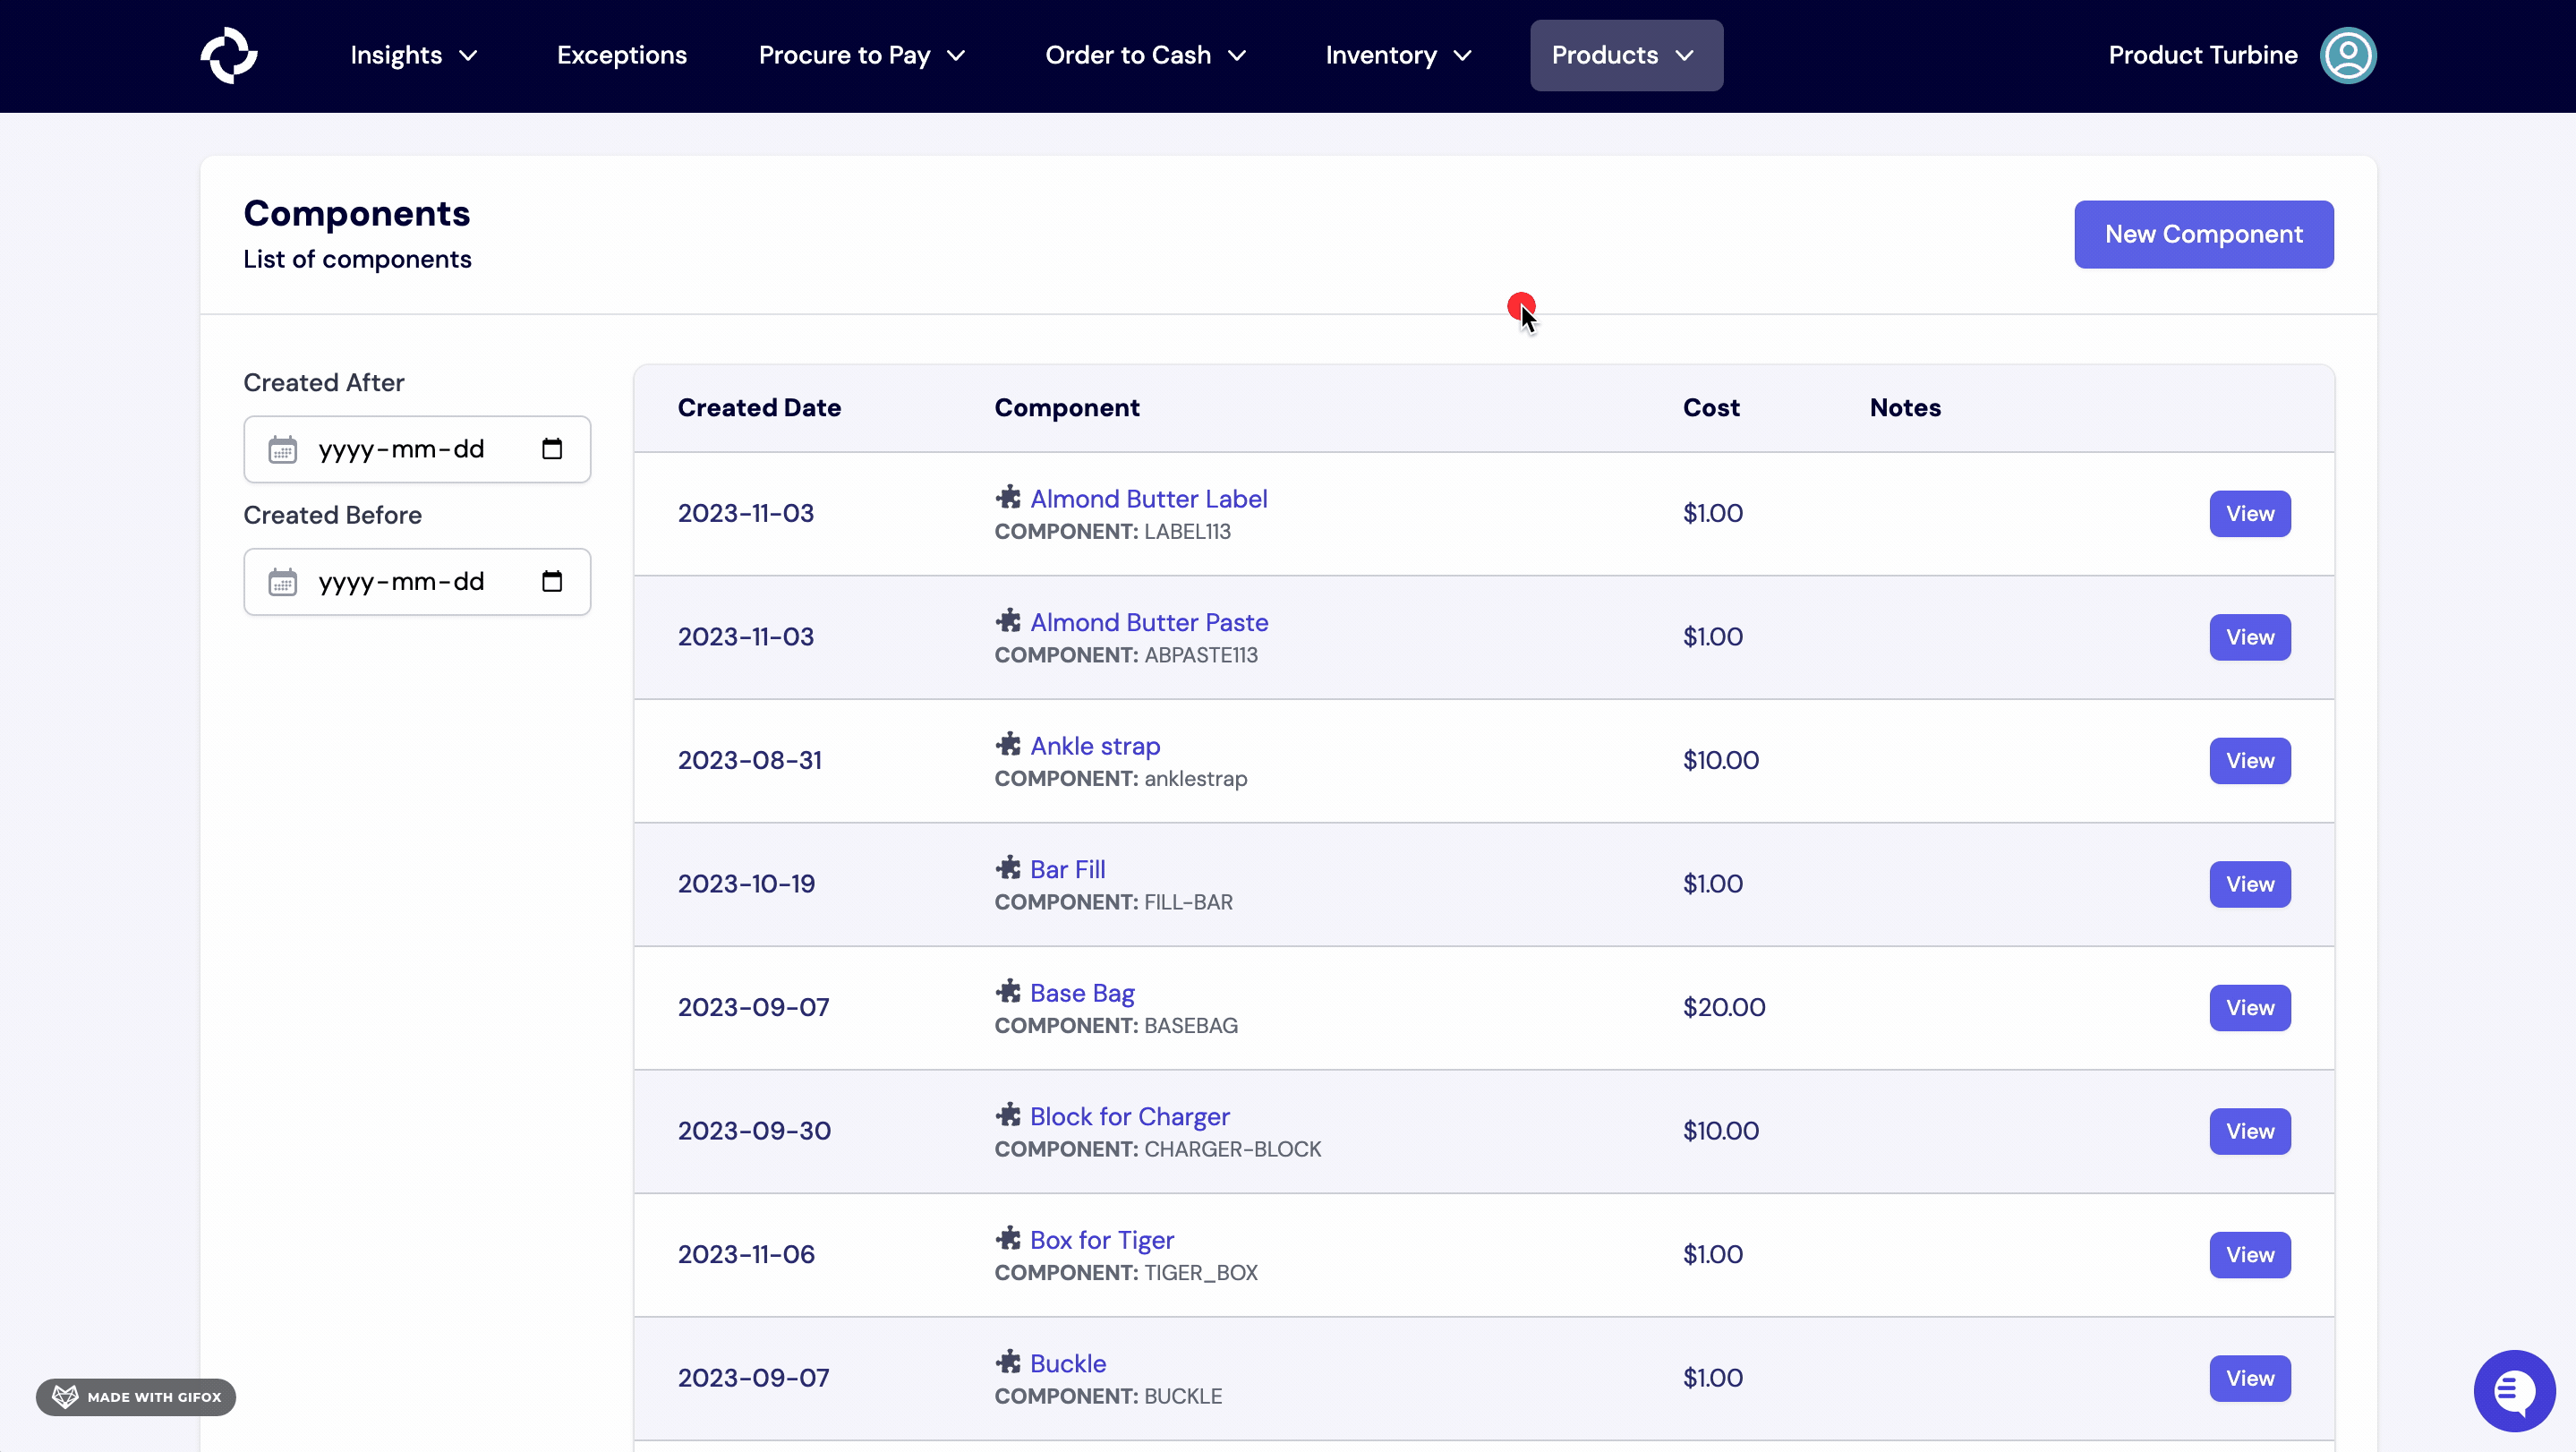 Insights Exceptions Procure to Pay Order to Cash Inventory Products Product Turbine
Components
List of components
New Component
Created After
yyyy-mm-dd
Created Before
yyyy-mm-dd
Created Date Component Cost Notes
2023-11-03 Almond Butter Label $1.00 View
COMPONENT: LABEL113
2023-11-03 Almond Butter Paste $1.00 View
COMPONENT: ABPASTE113
2023-08-31 Ankle strap $10.00 View
COMPONENT: anklestrap
2023-10-19 Bar Fill $1.00 View
COMPONENT: FILL-BAR
2023-09-07 Base Bag $20.00 View
COMPONENT: BASEBAG
2023-09-30 Block for Charger $10.00 View
COMPONENT: CHARGER-BLOCK
2023-11-06 Box for Tiger $1.00 View
COMPONENT: TIGER_BOX
2023-09-07 Buckle $1.00 View
COMPONENT: BUCKLE
MADE WITH GIFOX